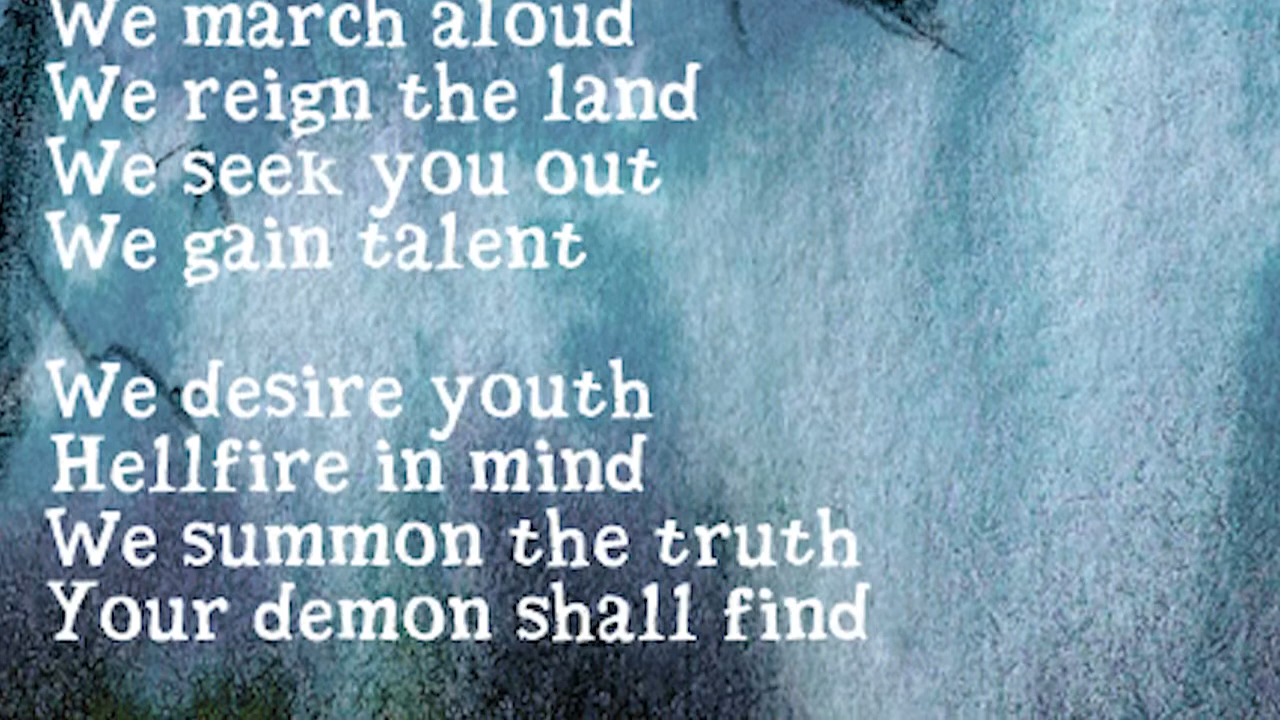 We march aloud
We reign the land
We seek you out
We gain talent
We desire youth
Hellfire in mind
We summon the truth
Your demon shall find